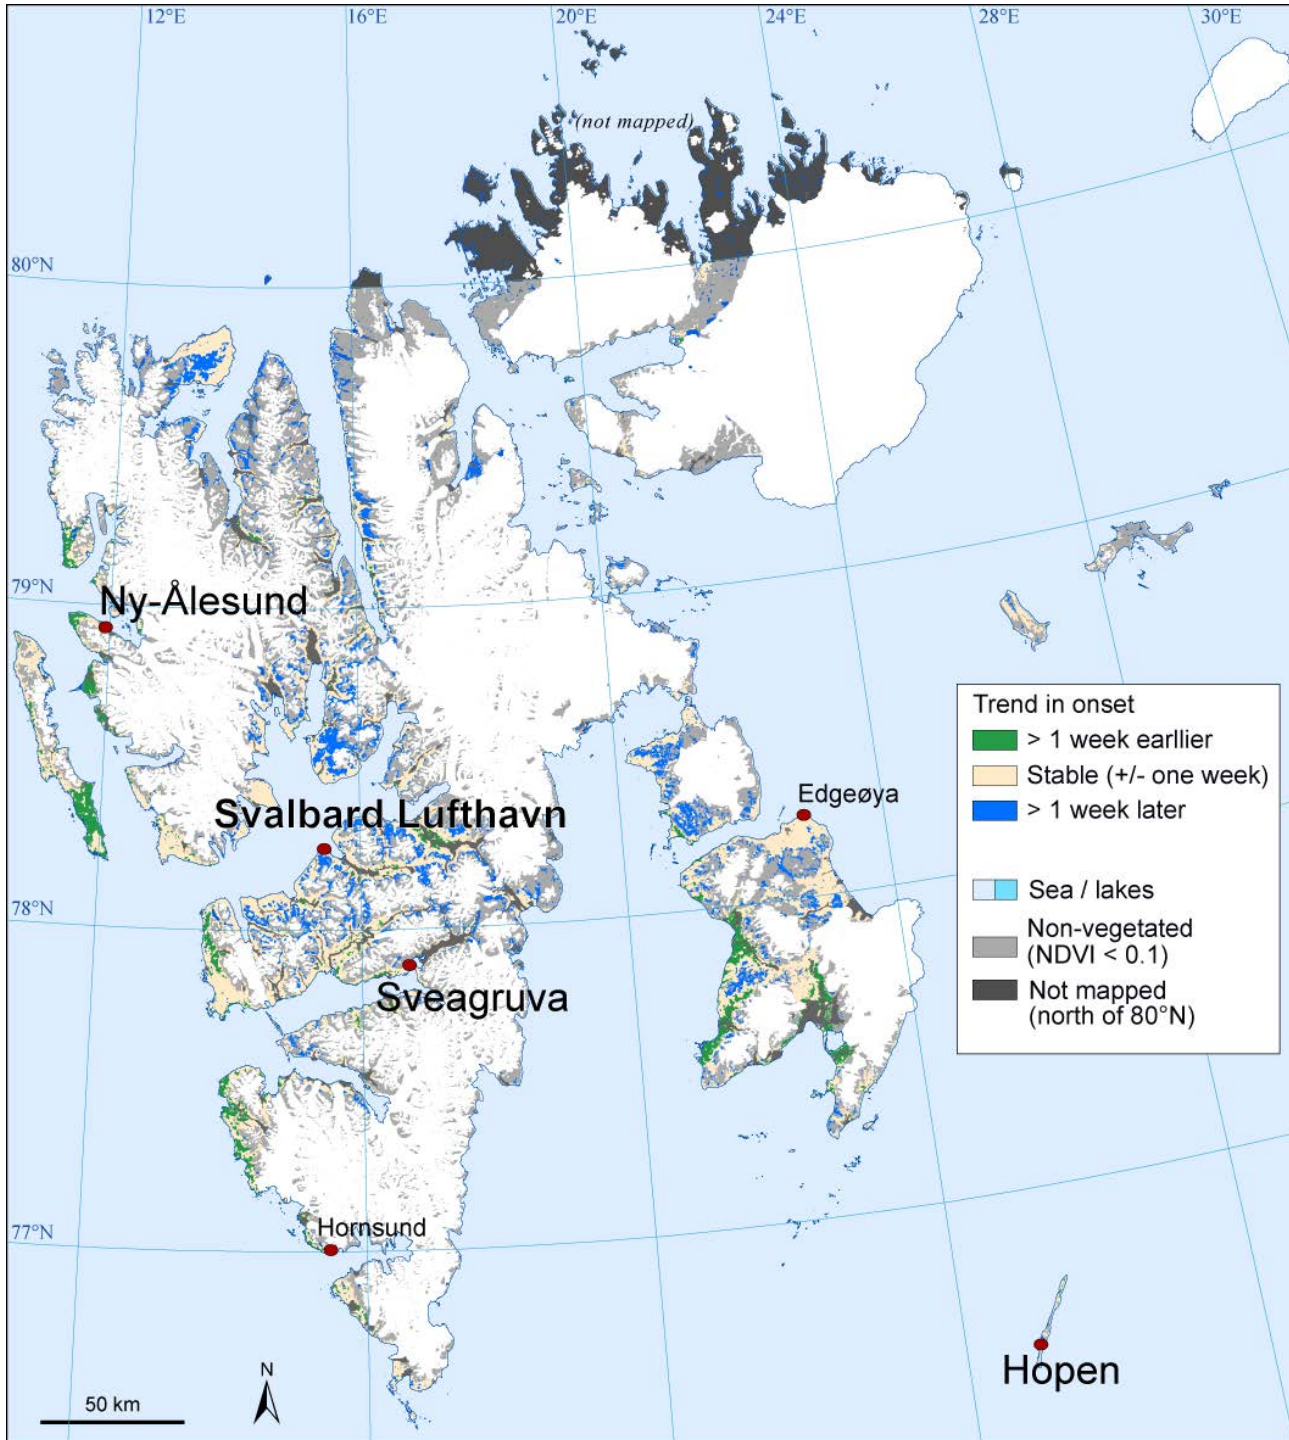 12°E
16°E
20°E
24°E
28°E
30°E
(not mapped)
80°N
79°N
Ny-Ålesund
Trend in onset
> 1 week earllier
Stable (+/- one week)
> 1 week later
Sea / lakes
Non-vegetated
(NDVI < 0.1)
Not mapped
(north of 80°N)
Edgeøya
Svalbard Lufthavn
78°N
Sveagruva
77°N
Hornsund
Hopen
N
50 km